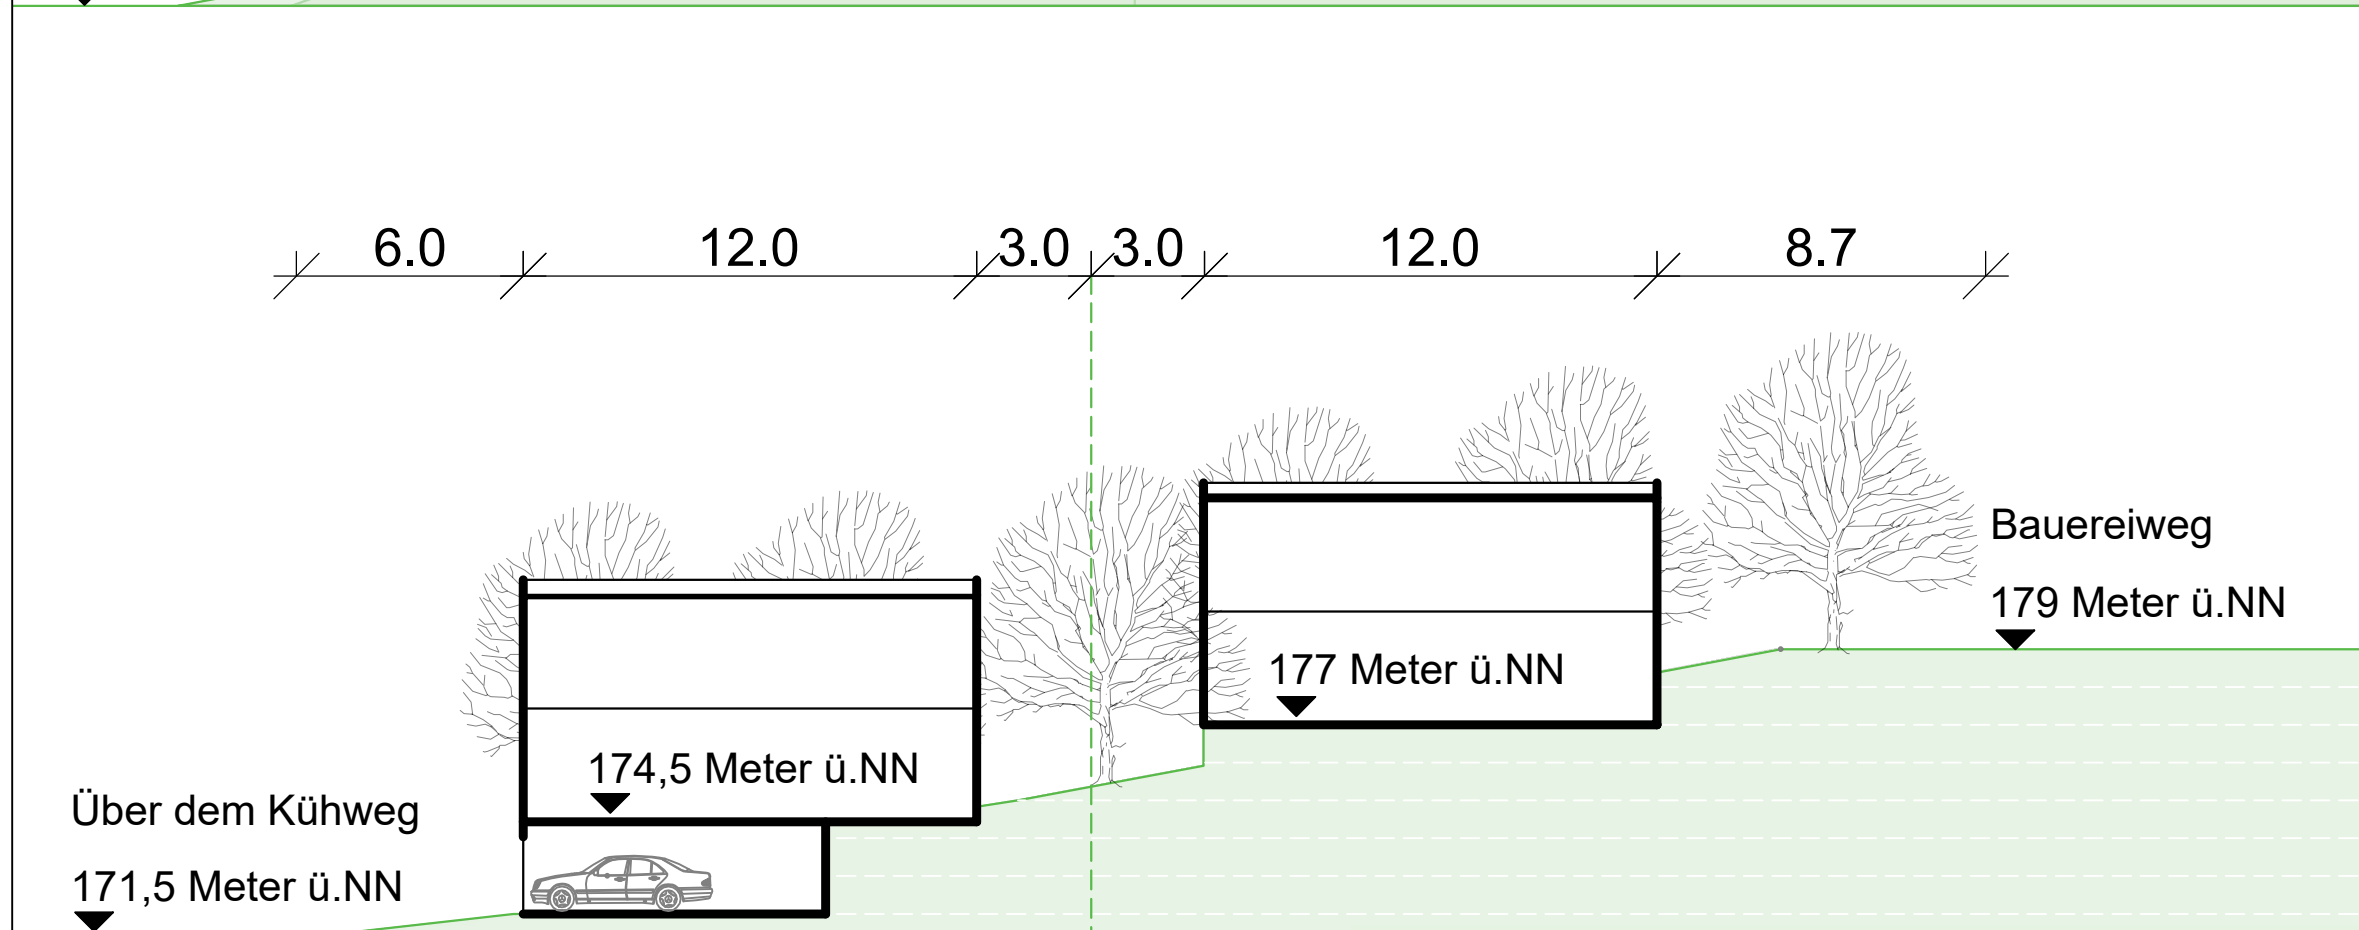 6.0 12.0 3.0 3.0 12.0 8.7
Bauereiweg
179 Meter ü.NN
177 Meter ü.NN
174,5 Meter ü.NN
Über dem Kühweg
171,5 Meter ü.NN